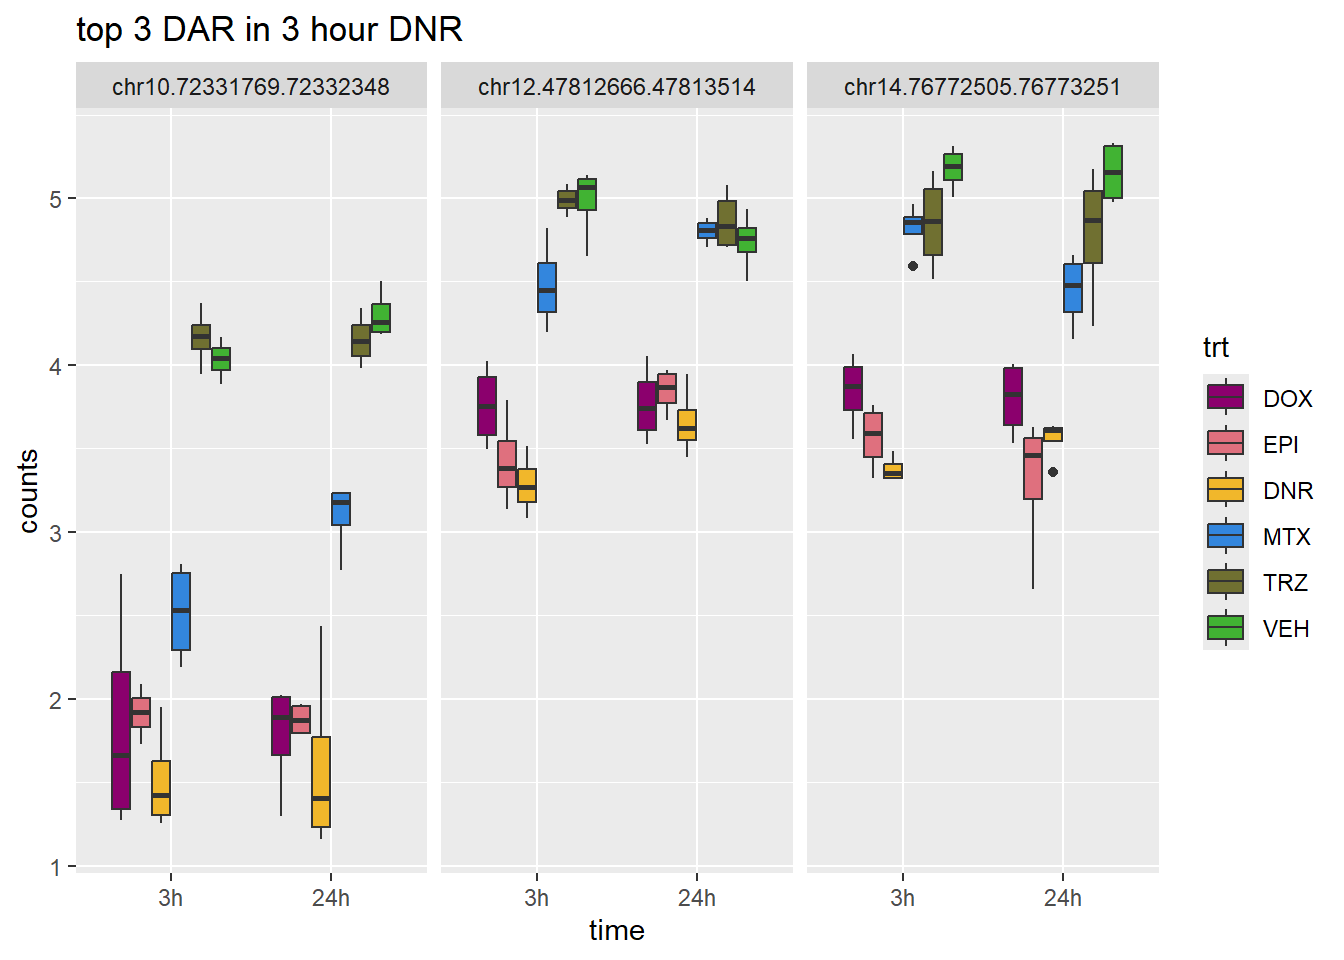 top 3 DAR in 3 hour DNR
chr10.72331769.72332348
chr12.47812666.47813514
chr14.76772505.76773251
counts
5
4
3
2
1
3h
24h
3h
24h
3h
24h
time
trt
DOX
EPI
DNR
MTX
TRZ
VEH